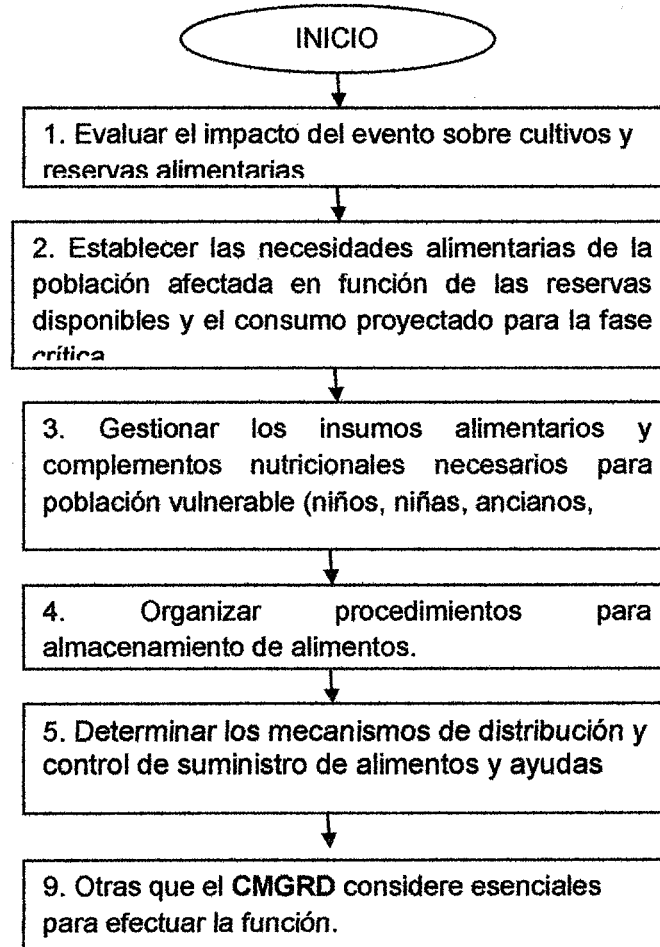 INICIO
1. Evaluar el impacto del evento sobre cultivos y
reservas alimentarias
2. Establecer las necesidades alimentarias de la
población afectada en función de las reservas
disponibles y el consumo proyectado para la fase
crítica
3. Gestionar los insumos alimentarios y
complementos nutricionales necesarios para
población vulnerable (niños, niñas, ancianos,
4. Organizar procedimientos para
almacenamiento de alimentos.
5. Determinar los mecanismos de distribución y
control de suministro de alimentos y ayudas
9. Otras que el CMGRD considere esenciales
para efectuar la función.